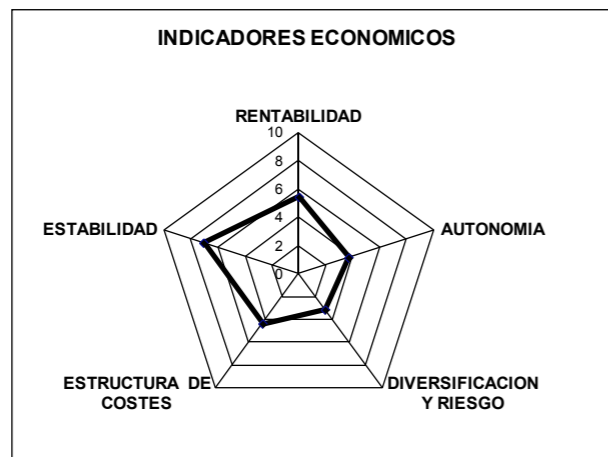 INDICADORES ECONOMICOS
RENTABILIDAD
10
8
6
4
2
0
ESTABILIDAD
AUTONOMIA
ESTRUCTURA DE
COSTES
DIVERSIFICACION
Y RIESGO